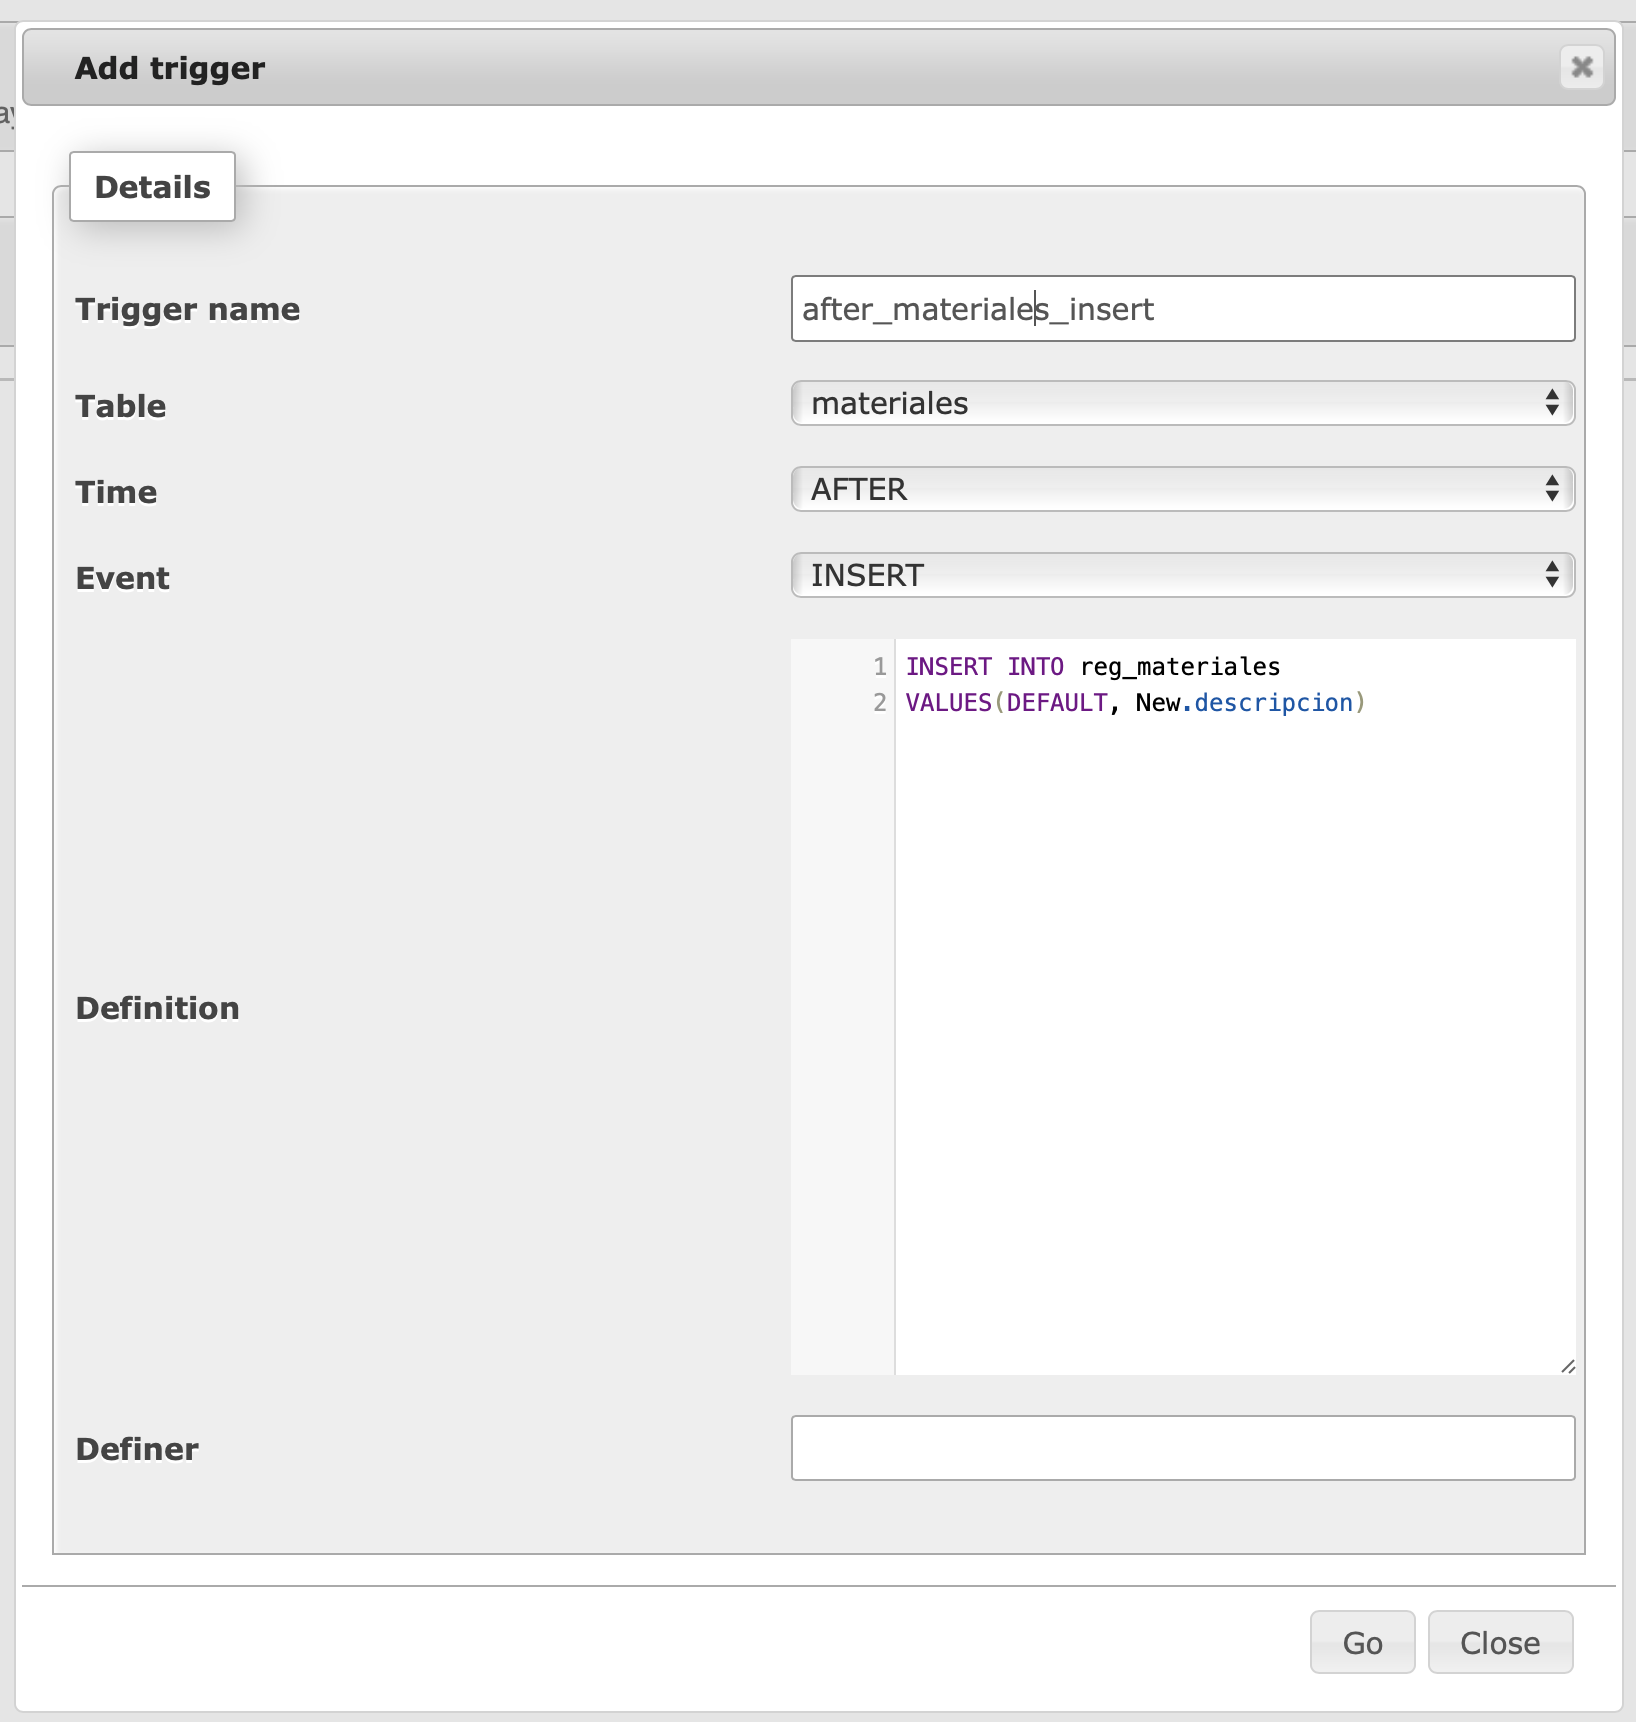 Add trigger
Details
Trigger name
after_materiales_insert
Table
materiales
Time
AFTER
Event
INSERT
Definition
1 INSERT INTO reg_materiales
2 VALUES(DEFAULT, New.descripcion)
Definer
Go
Close